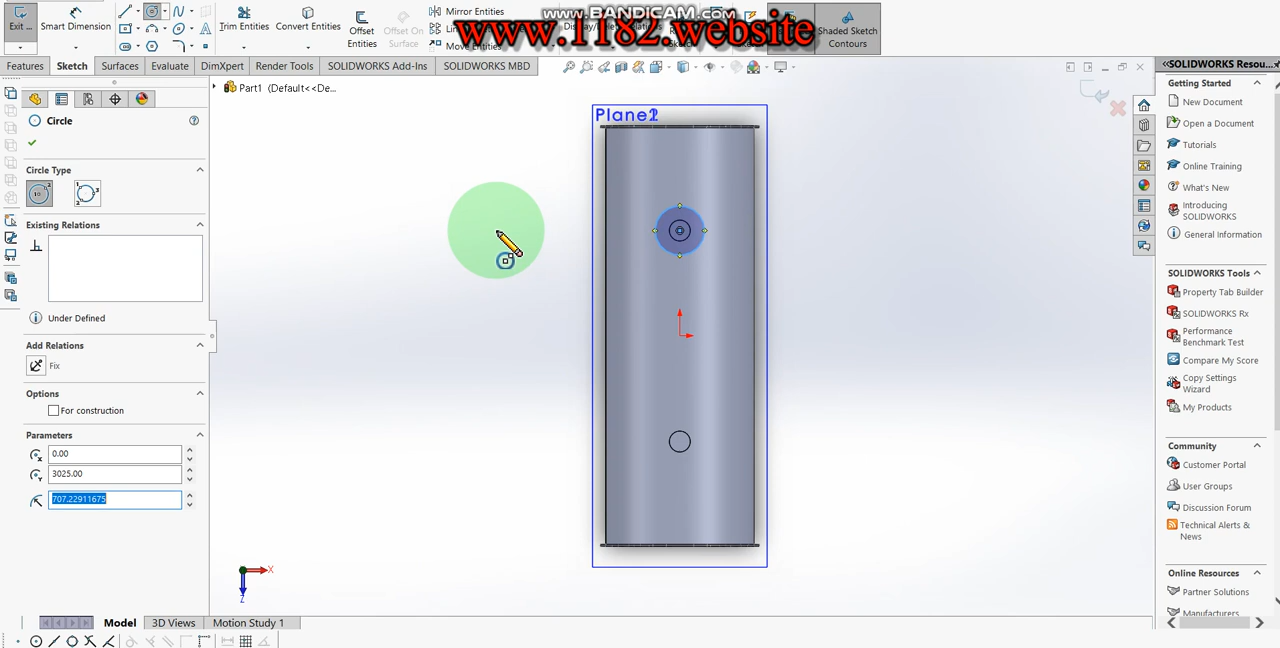 www.BANDICAM.com
www.1182.website
Exit ...
Smart Dimension
Trim Entities
Convert Entities
Offset Entities
Offset On Surface
Mirror Entities
Move Entities
Shaded Sketch Contours
Features
Sketch
Surfaces
Evaluate
DimXpert
Render Tools
SOLIDWORKS Add-Ins
SOLIDWORKS MBD
Part1 (Default<<De...
Circle
Circle Type
Existing Relations
Under Defined
Add Relations
Fix
Options
For construction
Parameters
0.00
3025.00
707.22911675
X
Z
Model
3D Views
Motion Study 1
SOLIDWORKS Resou...
Getting Started
New Document
Open a Document
Tutorials
Online Training
What's New
Introducing SOLIDWORKS
General Information
SOLIDWORKS Tools
Property Tab Builder
SOLIDWORKS Rx
Performance Benchmark Test
Compare My Score
Copy Settings Wizard
My Products
Community
Customer Portal
User Groups
Discussion Forum
Technical Alerts & News
Online Resources
Partner Solutions
Manufacturers